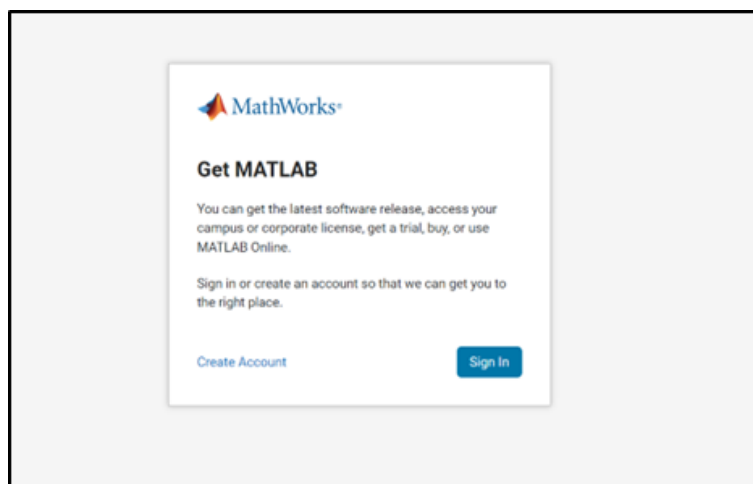 MathWorks®
Get MATLAB
You can get the latest software release, access your
campus or corporate license, get a trial, buy, or use
MATLAB Online.
Sign in or create an account so that we can get you to
the right place.
Create Account
Sign In